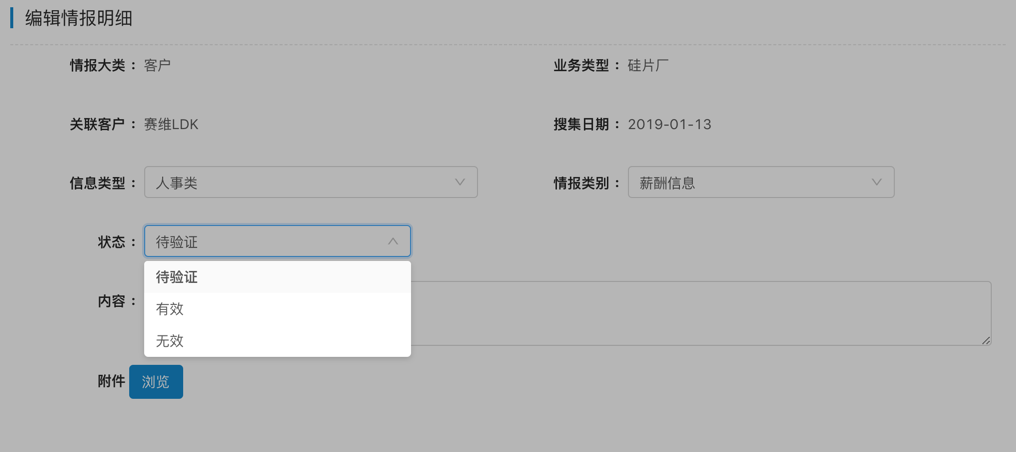 编辑情报明细
情报大类： 客户 业务类型： 硅片厂
关联客户： 赛维LDK 搜集日期： 2019-01-13
信息类型： 人事类 情报类别： 薪酬信息
状态： 待验证
待验证
有效
无效
内容：
附件 浏览